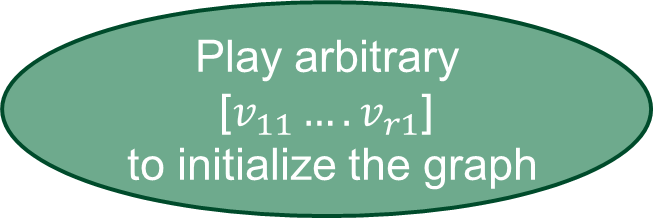 Play arbitrary
[𝑣₁₁ … . 𝑣ᵣ₁]
to initialize the graph